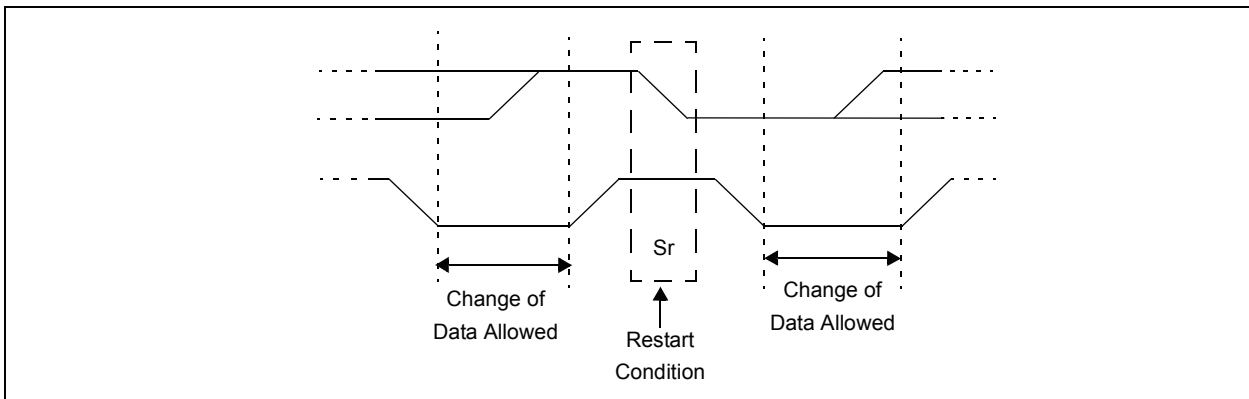 Sr
Change of
Data Allowed
Restart
Condition
Change of
Data Allowed